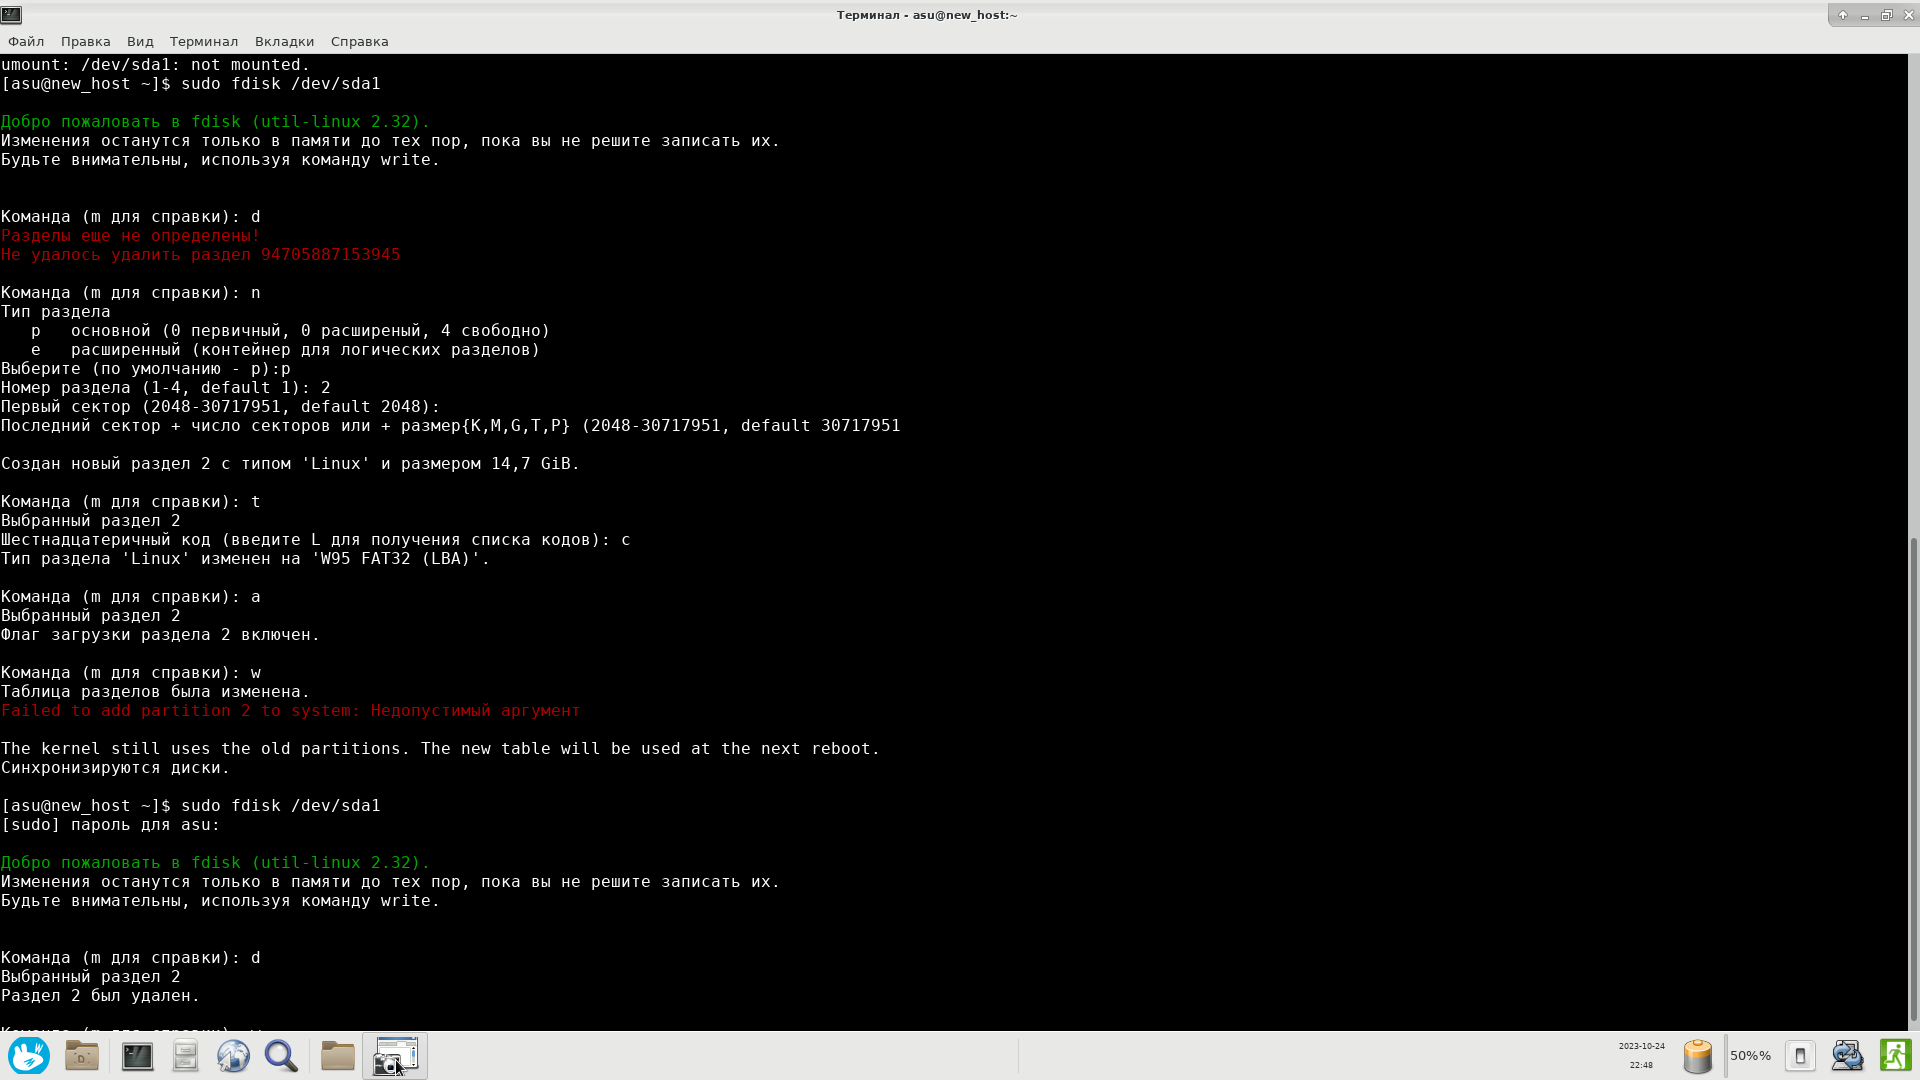 Терминал - asu@new_host:~
Файл Правка Вид Терминал Вкладки Справка
umount: /dev/sda1: not mounted.
[asu@new_host ~]$ sudo fdisk /dev/sda1
Добро пожаловать в fdisk (util-linux 2.32).
Изменения останутся только в памяти до тех пор, пока вы не решите записать их.
Будьте внимательны, используя команду write.
Команда (m для справки): d
Разделы еще не определены!
Не удалось удалить раздел 94705887153945
Команда (m для справки): n
Тип раздела
p основной (0 первичный, 0 расширеный, 4 свободно)
e расширенный (контейнер для логических разделов)
Выберите (по умолчанию - p):p
Номер раздела (1-4, default 1): 2
Первый сектор (2048-30717951, default 2048):
Последний сектор + число секторов или + размер{K,M,G,T,P} (2048-30717951, default 30717951
Создан новый раздел 2 с типом 'Linux' и размером 14,7 GiB.
Команда (m для справки): t
Выбранный раздел 2
Шестнадцатеричный код (введите L для получения списка кодов): c
Тип раздела 'Linux' изменен на 'W95 FAT32 (LBA)'.
Команда (m для справки): a
Выбранный раздел 2
Флаг загрузки раздела 2 включен.
Команда (m для справки): w
Таблица разделов была изменена.
Failed to add partition 2 to system: Недопустимый аргумент
The kernel still uses the old partitions. The new table will be used at the next reboot.
Синхронизируются диски.
[asu@new_host ~]$ sudo fdisk /dev/sda1
[sudo] пароль для asu:
Добро пожаловать в fdisk (util-linux 2.32).
Изменения останутся только в памяти до тех пор, пока вы не решите записать их.
Будьте внимательны, используя команду write.
Команда (m для справки): d
Выбранный раздел 2
Раздел 2 был удален.
2023-10-24
22:48
50%%